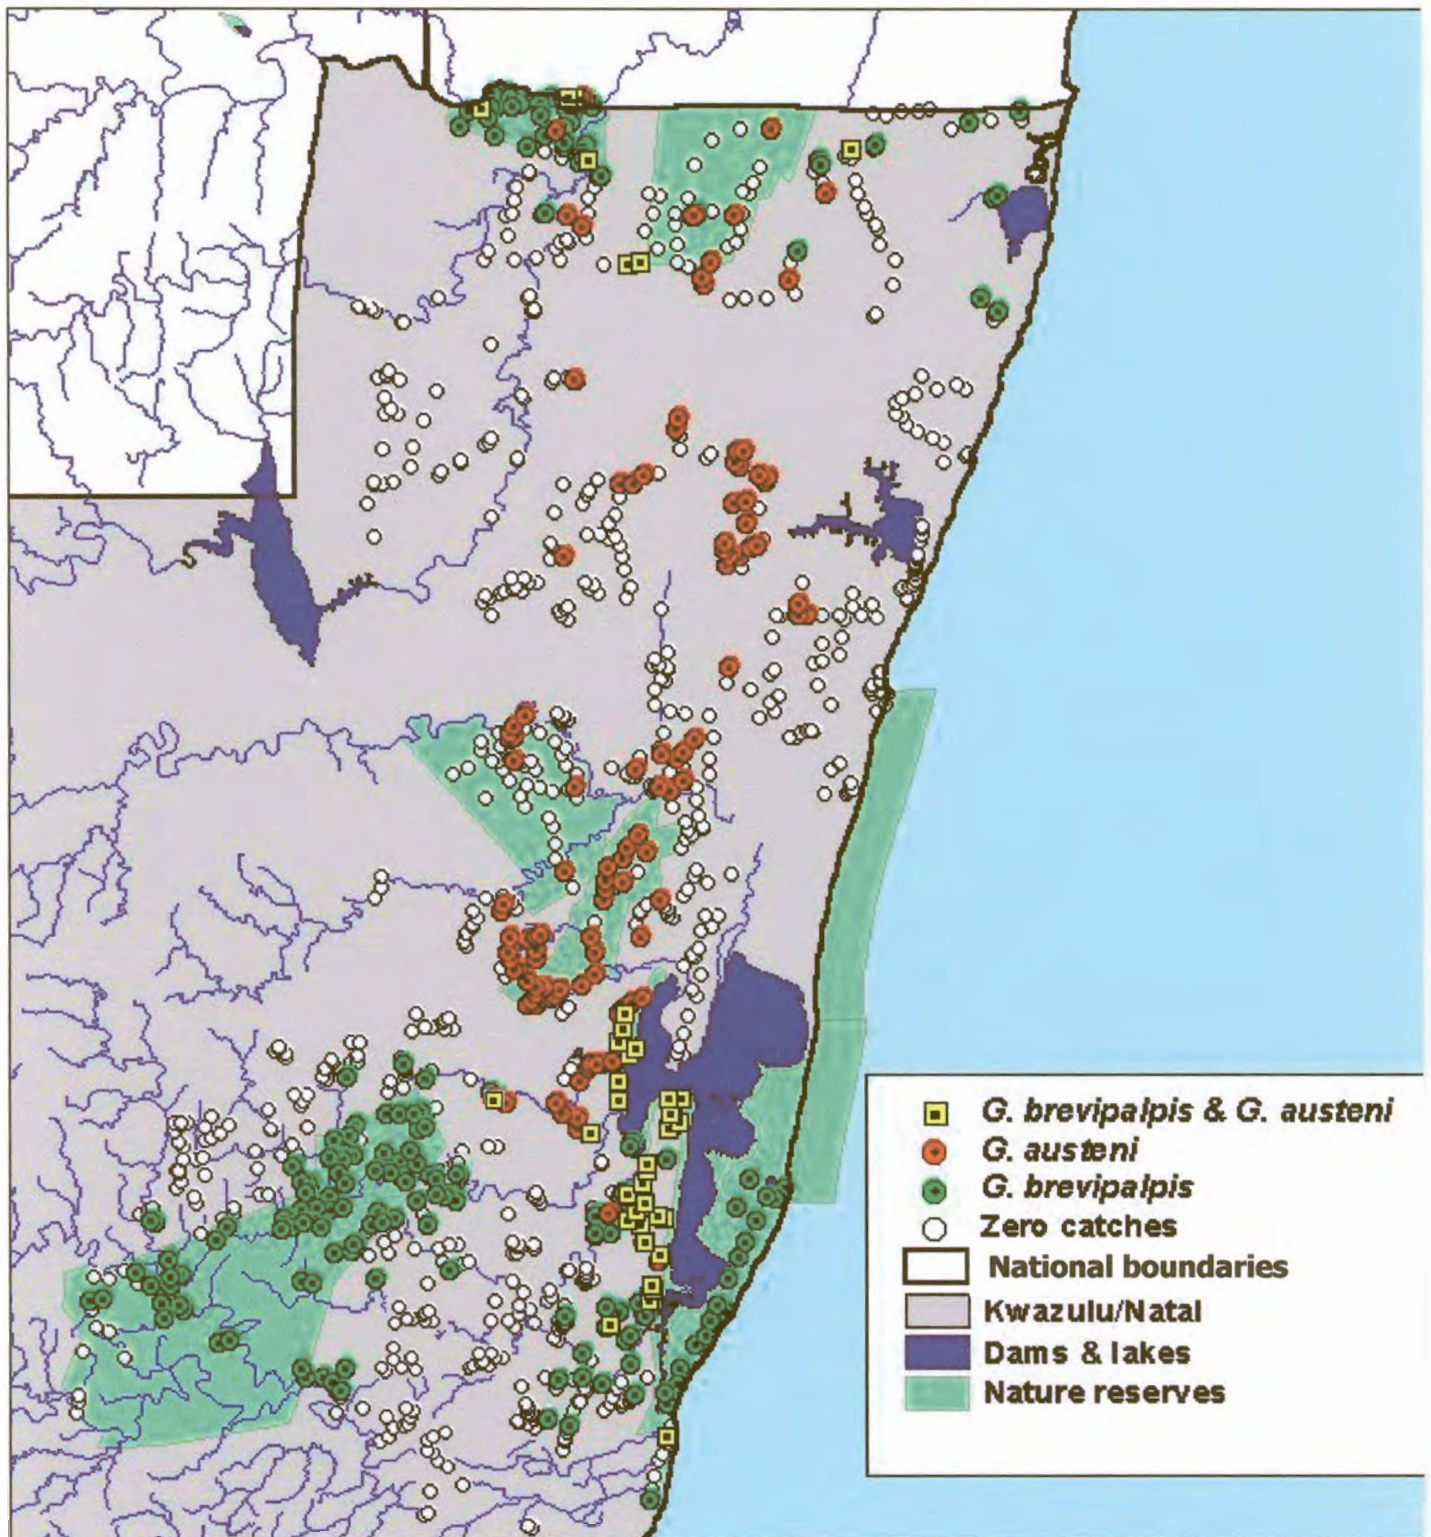 G. brevipalpis & G. austeni
G. austeni
G. brevipalpis
Zero catches
National boundaries
Kwazulu/Natal
Dams & lakes
Nature reserves